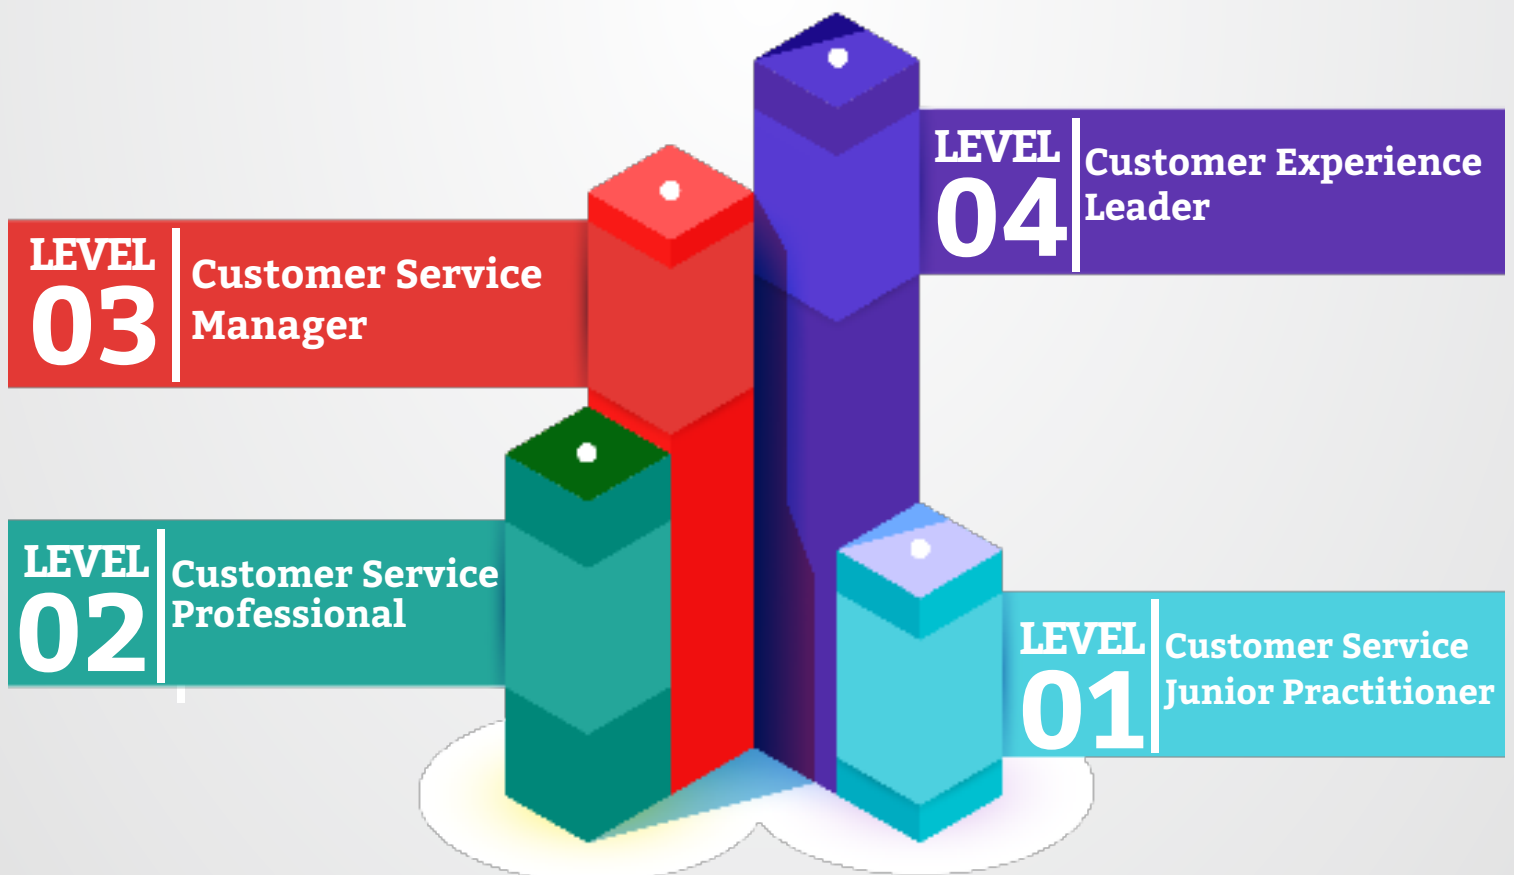 LEVEL
04
Customer Experience
Leader
LEVEL
03
Customer Service
Manager
LEVEL
02
Customer Service
Professional
LEVEL
01
Customer Service
Junior Practitioner